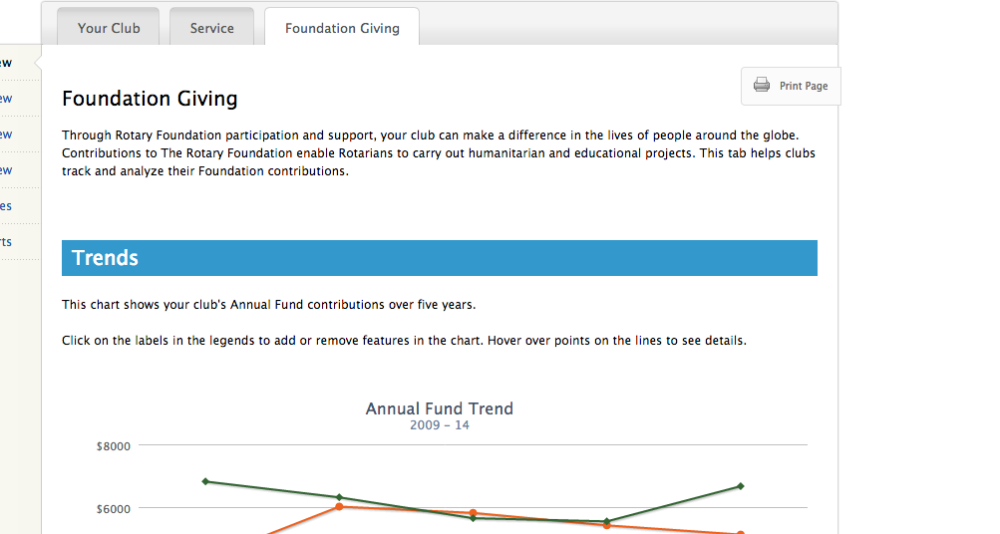 Your Club
Service
Foundation Giving
ew
ew
ew
ew
es
rts
Print Page
Foundation Giving
Through Rotary Foundation participation and support, your club can make a difference in the lives of people around the globe.
Contributions to The Rotary Foundation enable Rotarians to carry out humanitarian and educational projects. This tab helps clubs
track and analyze their Foundation contributions.
Trends
This chart shows your club's Annual Fund contributions over five years.
Click on the labels in the legends to add or remove features in the chart. Hover over points on the lines to see details.
Annual Fund Trend
2009 – 14
$8000
$6000